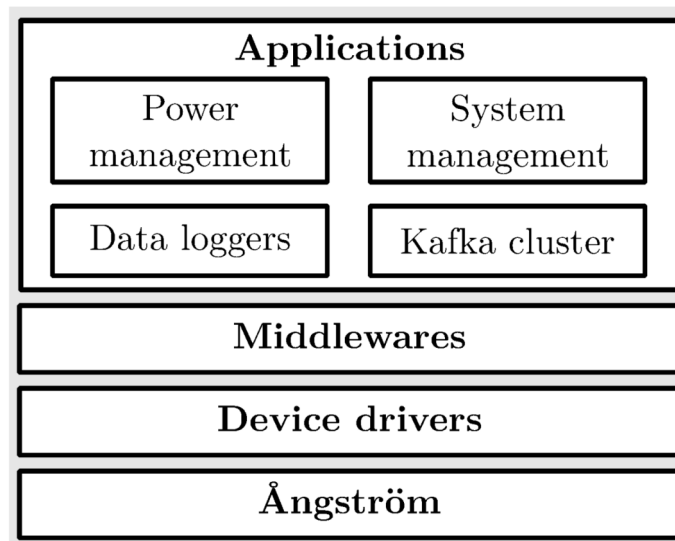 Applications
Power
management
System
management
Data loggers
Kafka cluster
Middlewares
Device drivers
Ångström